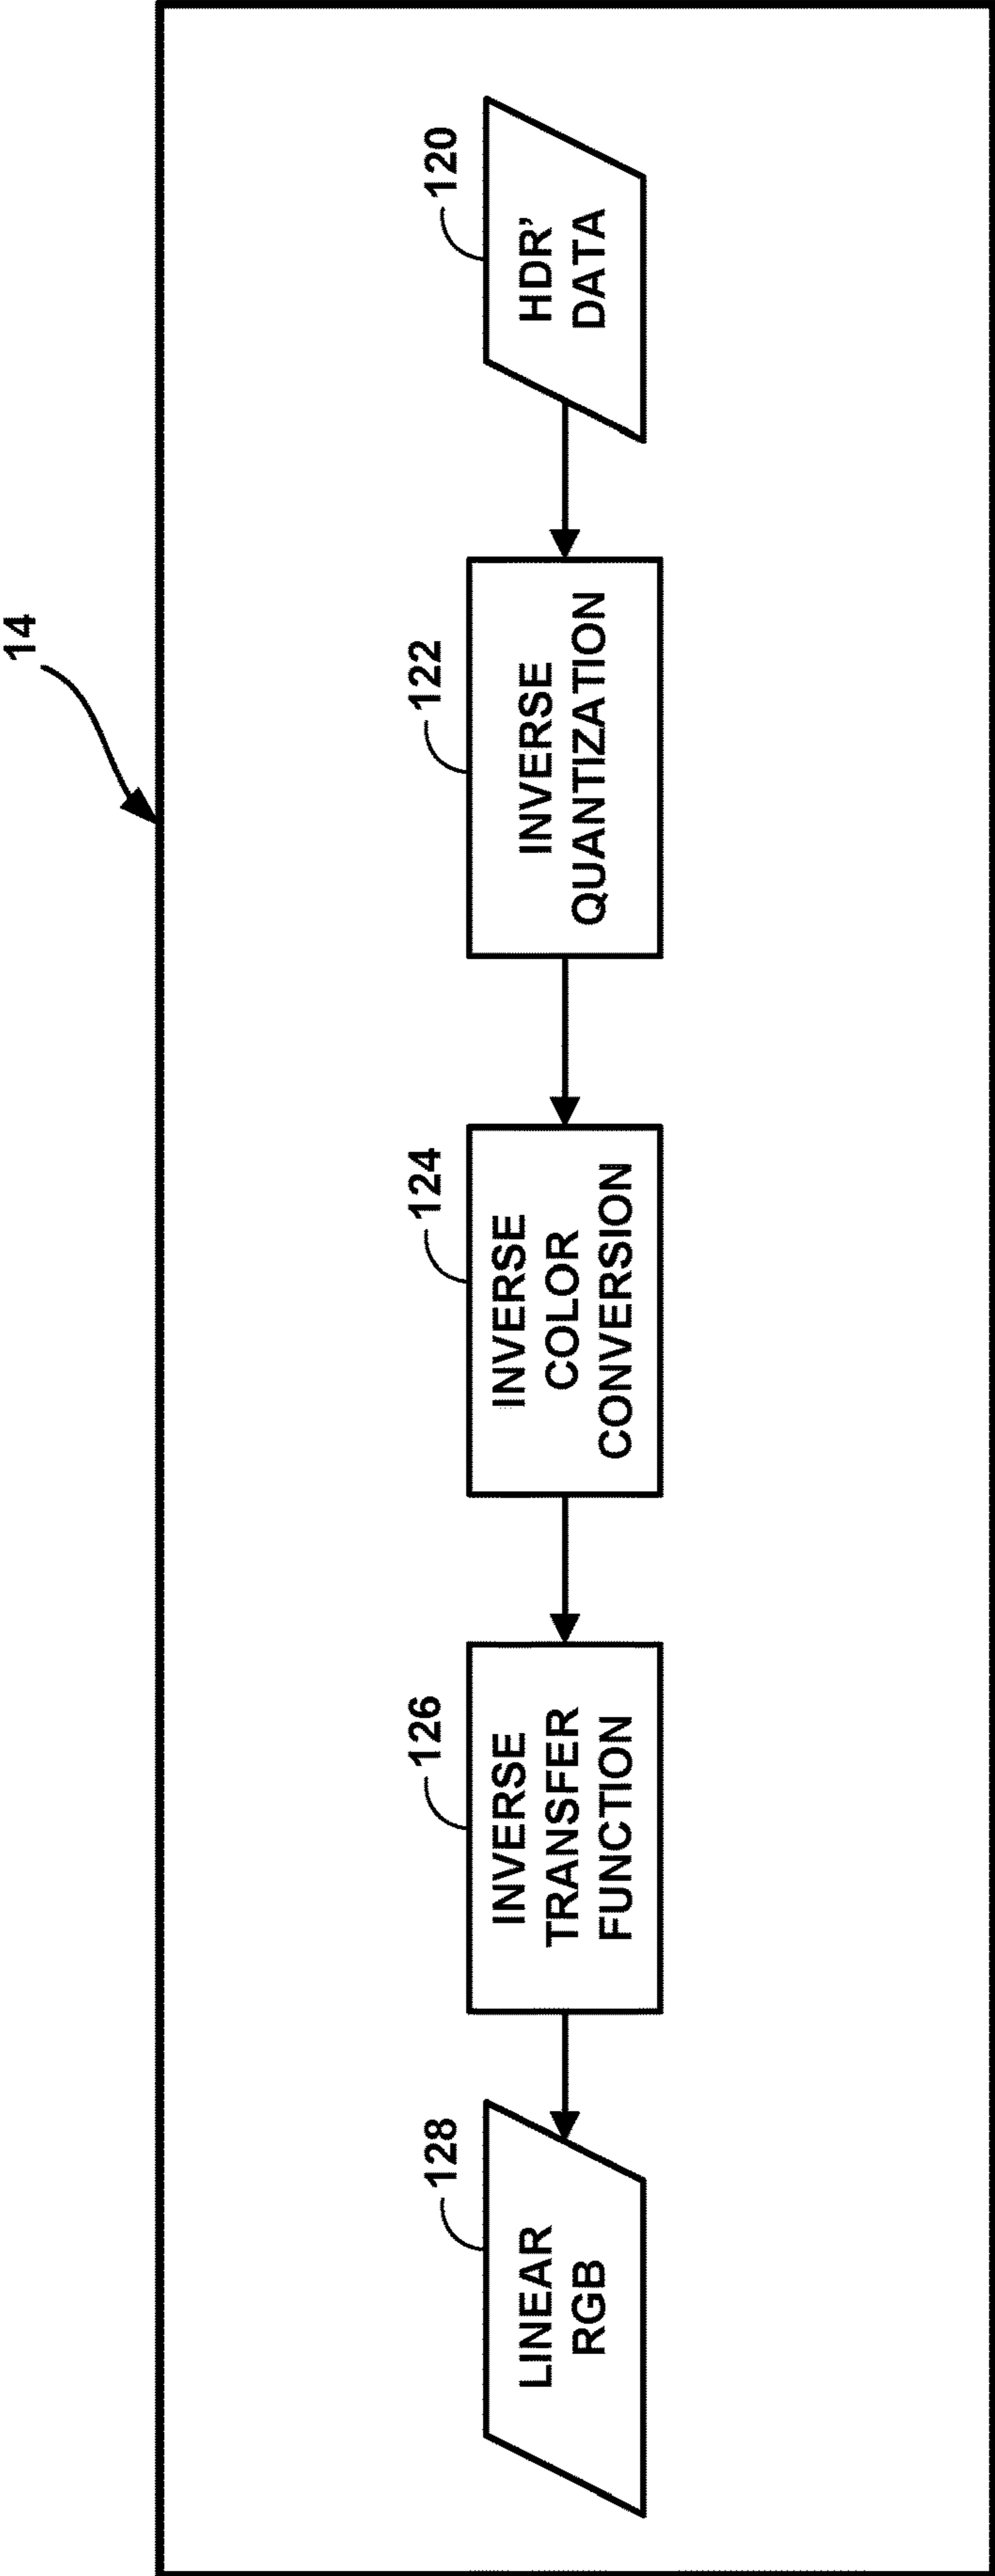 14
120
HDR'
DATA
122
INVERSE
QUANTIZATION
124
INVERSE
COLOR
CONVERSION
126
INVERSE
TRANSFER
FUNCTION
128
LINEAR
RGB